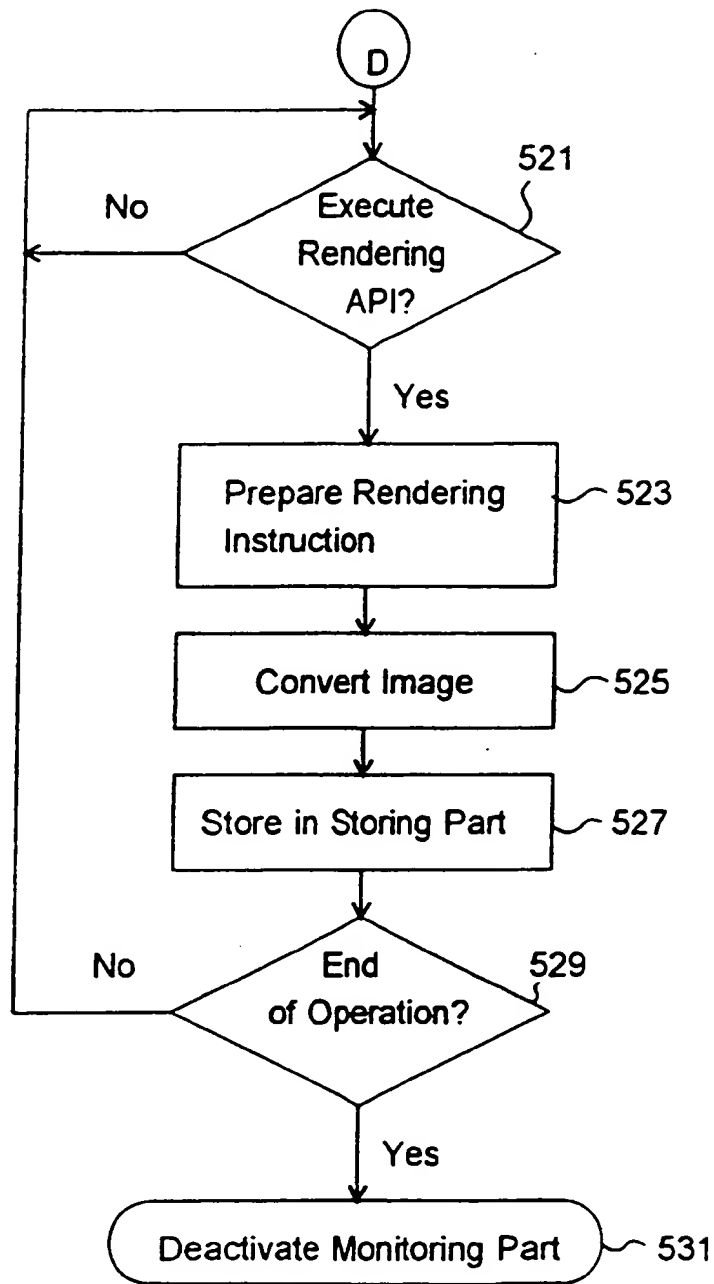 D
521
No
Execute
Rendering
API?
Yes
Prepare Rendering
Instruction
523
Convert Image
525
Store in Storing Part
527
No
End
of Operation?
529
Yes
Deactivate Monitoring Part
531